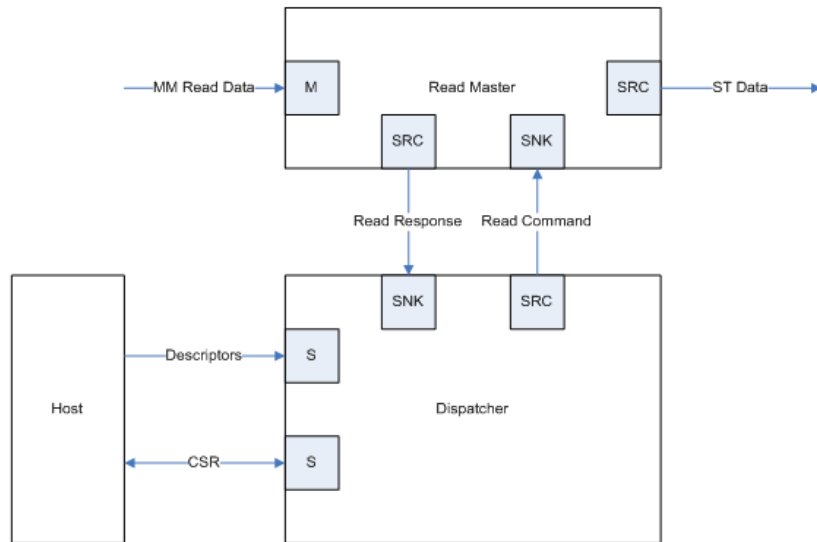 MM Read Data
M
Read Master
SRC
ST Data
SRC
SNK
Read Response
Read Command
SNK
SRC
Descriptors
S
Host
Dispatcher
CSR
S